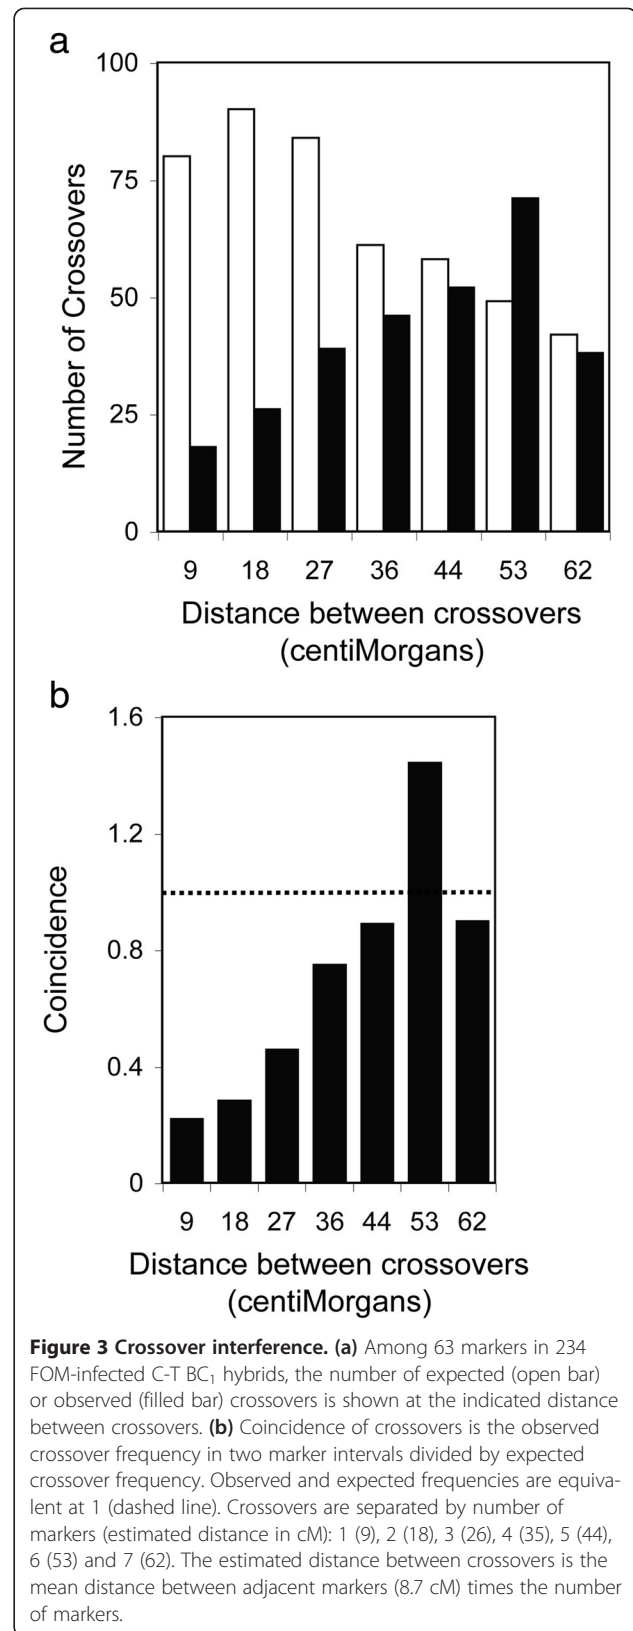 a
100
75
50
25
0
Number of Crossovers
9 18 27 36 44 53 62
Distance between crossovers
(centiMorgans)
b
1.6
1.2
0.8
0.4
0
Coincidence
9 18 27 36 44 53 62
Distance between crossovers
(centiMorgans)
Figure 3 Crossover interference. (a) Among 63 markers in 234
FOM-infected C-T BC1 hybrids, the number of expected (open bar)
or observed (filled bar) crossovers is shown at the indicated distance
between crossovers. (b) Coincidence of crossovers is the observed
crossover frequency in two marker intervals divided by expected
crossover frequency. Observed and expected frequencies are equiva-
lent at 1 (dashed line). Crossovers are separated by number of
markers (estimated distance in cM): 1 (9), 2 (18), 3 (26), 4 (35), 5 (44),
6 (53) and 7 (62). The estimated distance between crossovers is the
mean distance between adjacent markers (8.7 cM) times the number
of markers.